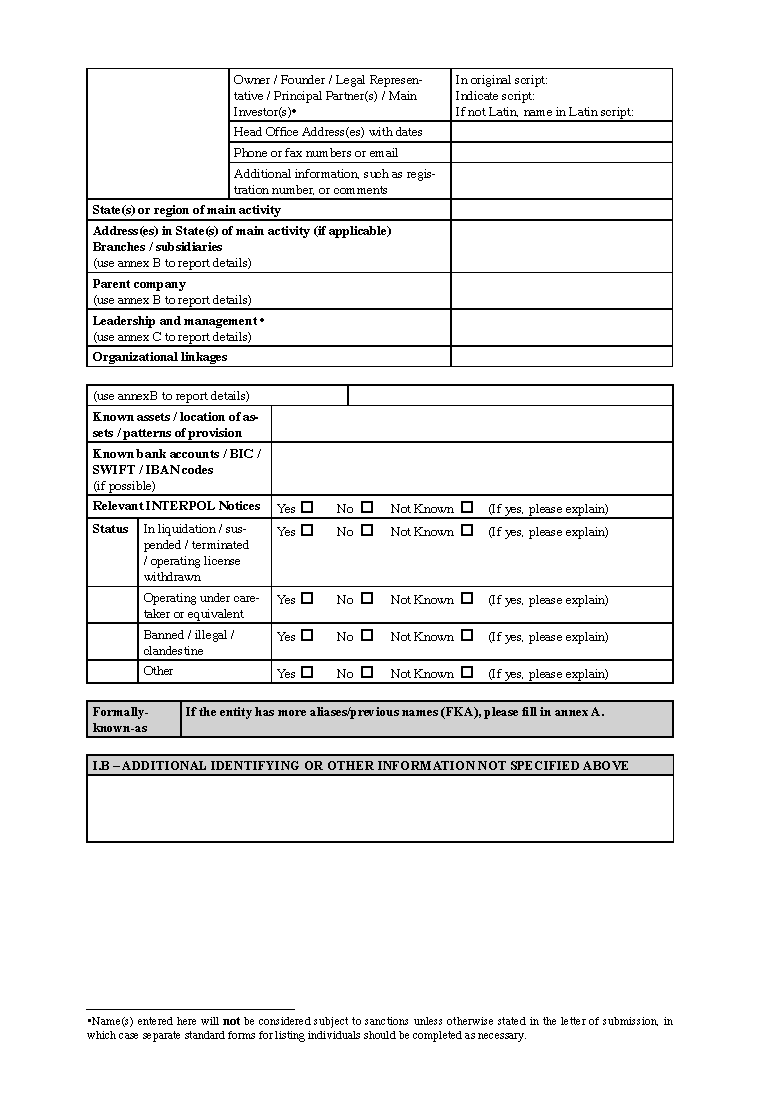 Owner / Founder / Legal Represen-
tative / Principal Partner(s) / Main
Investor(s)•
In original script:
Indicate script:
If not Latin, name in Latin script:
Head Office Address(es) with dates
Phone or fax numbers or email
Additional information, such as regis-
tration number, or comments
State(s) or region of main activity
Address(es) in State(s) of main activity (if applicable)
Branches / subsidiaries
(use annex B to report details)
Parent company
(use annex B to report details)
Leadership and management •
(use annex C to report details)
Organizational linkages
(use annexB to report details)
Known assets / location of as-
sets / patterns of provision
Known bank accounts / BIC /
SWIFT / IBAN codes
(if possible)
Relevant INTERPOL Notices
Yes ☐ No ☐ Not Known ☐ (If yes, please explain)
Status
In liquidation / sus-
pended / terminated
/ operating license
withdrawn
Yes ☐ No ☐ Not Known ☐ (If yes, please explain)
Operating under care-
taker or equivalent
Yes ☐ No ☐ Not Known ☐ (If yes, please explain)
Banned / illegal /
clandestine
Yes ☐ No ☐ Not Known ☐ (If yes, please explain)
Other
Yes ☐ No ☐ Not Known ☐ (If yes, please explain)
Formally-
known-as
If the entity has more aliases/previous names (FKA), please fill in annex A.
I.B – ADDITIONAL IDENTIFYING OR OTHER INFORMATION NOT SPECIFIED ABOVE
•Name(s) entered here will not be considered subject to sanctions unless otherwise stated in the letter of submission, in
which case separate standard forms for listing individuals should be completed as necessary.